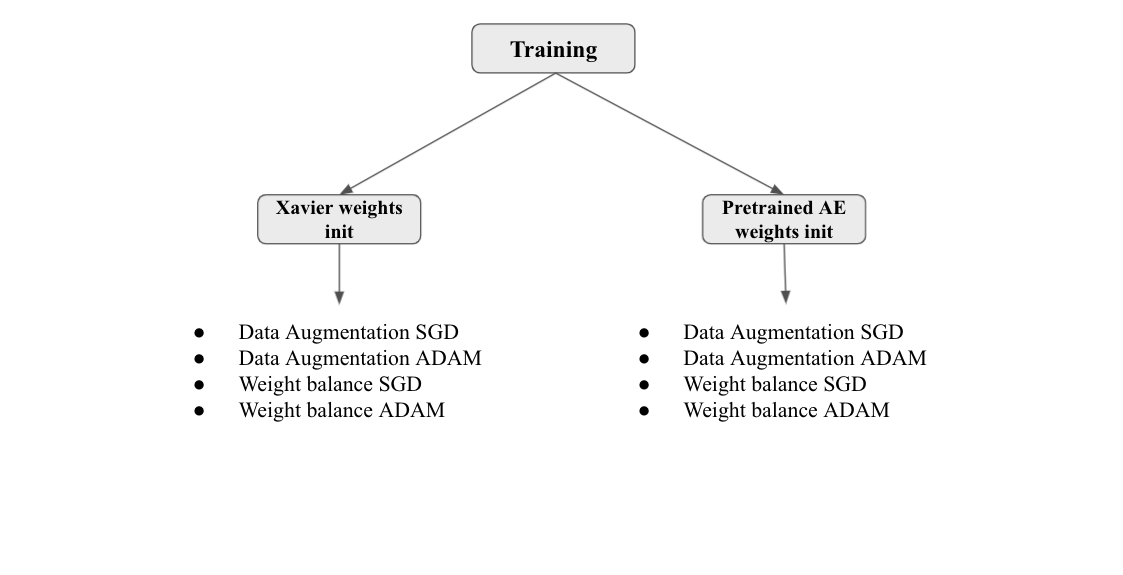 Training
Xavier weights
init
Pretrained AE
weights init
● Data Augmentation SGD
● Data Augmentation ADAM
● Weight balance SGD
● Weight balance ADAM
● Data Augmentation SGD
● Data Augmentation ADAM
● Weight balance SGD
● Weight balance ADAM